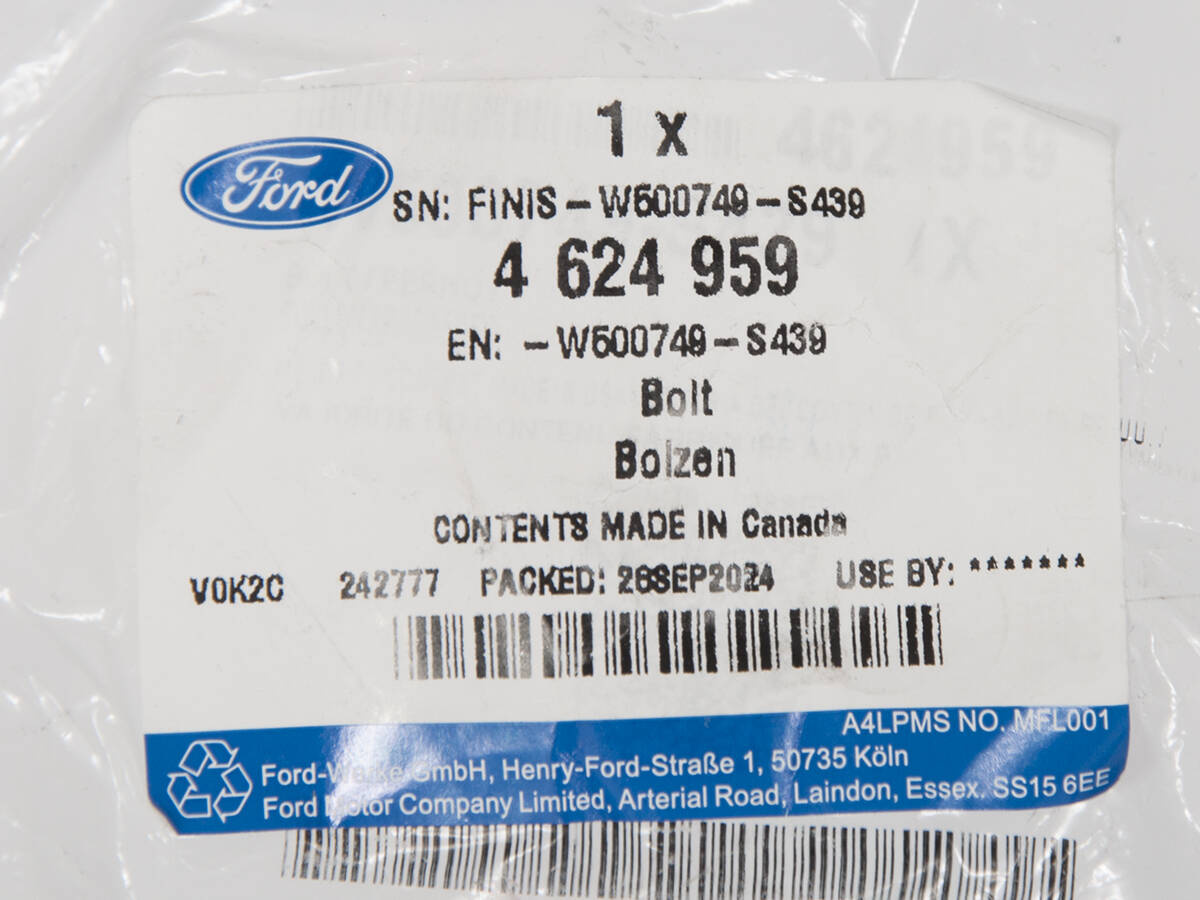 1 x
Ford
SN: FINIS-W500749-S439
4 624 959
EN: -W500749-S439
Bolt
Bolzen
CONTENTS MADE IN Canada
V0K2C 242777 PACKED: 26SEP2024 USE BY: *******
A4LPMS NO. MFL001
Ford-Werke GmbH, Henry-Ford-Straße 1, 50735 Köln
Ford Motor Company Limited, Arterial Road, Laindon, Essex. SS15 6EE